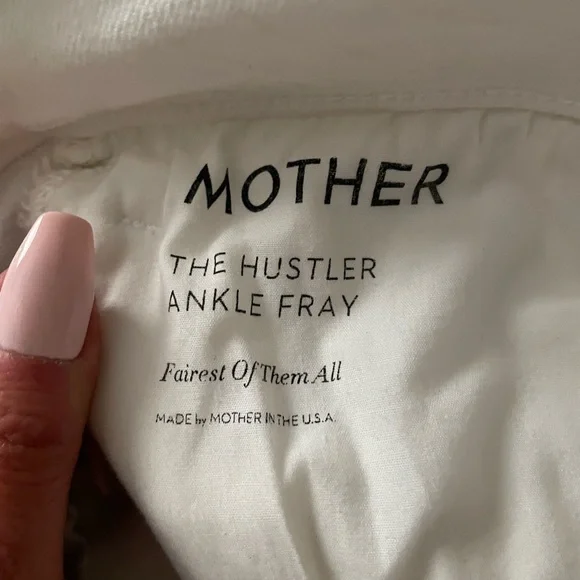 MOTHER
THE HUSTLER
ANKLE FRAY
Fairest Of Them All
MADE by MOTHER IN THE U.S.A.